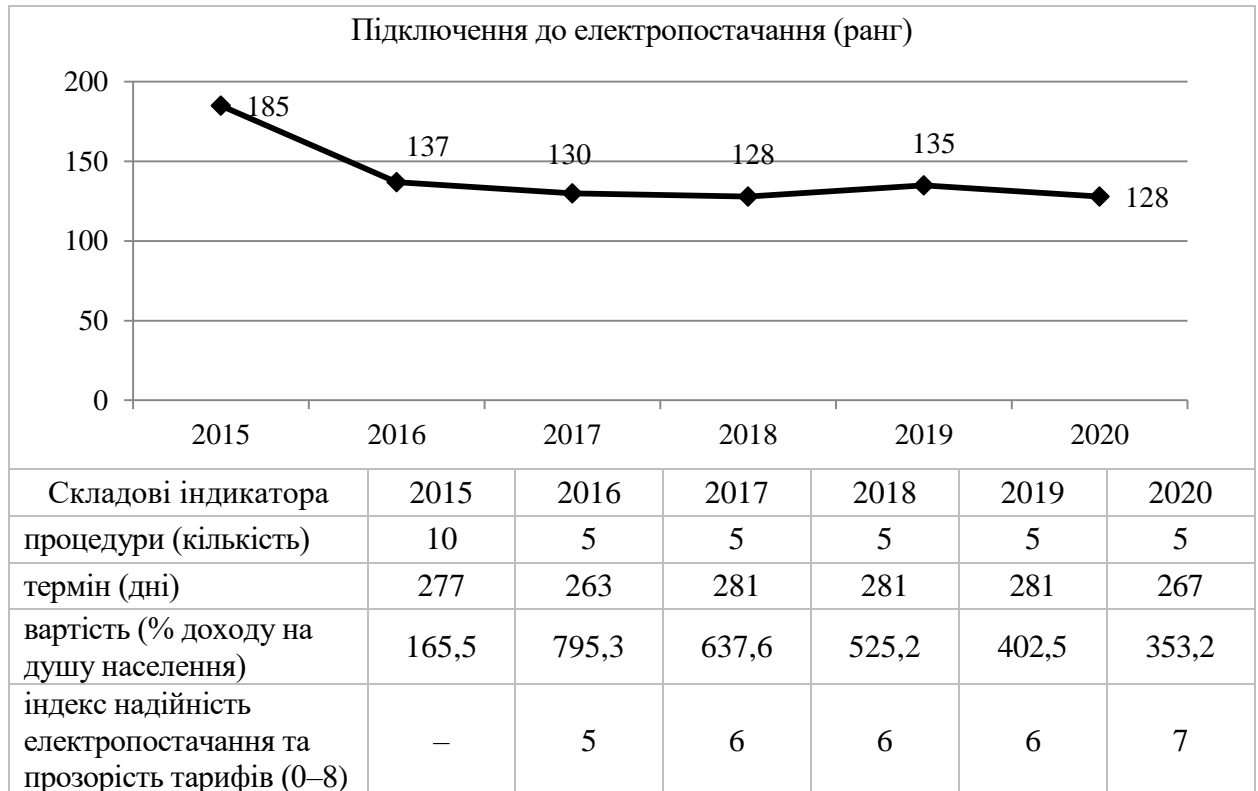 Підключення до електропостачання (ранг)
200
150
100
50
0
185
137
130
128
135
128
2015 2016 2017 2018 2019 2020
Складові індикатора 2015 2016 2017 2018 2019 2020
процедури (кількість) 10 5 5 5 5 5
термін (дні) 277 263 281 281 281 267
вартість (% доходу на
душу населення) 165,5 795,3 637,6 525,2 402,5 353,2
індекс надійність
електропостачання та – 5 6 6 6 7
прозорість тарифів (0–8)